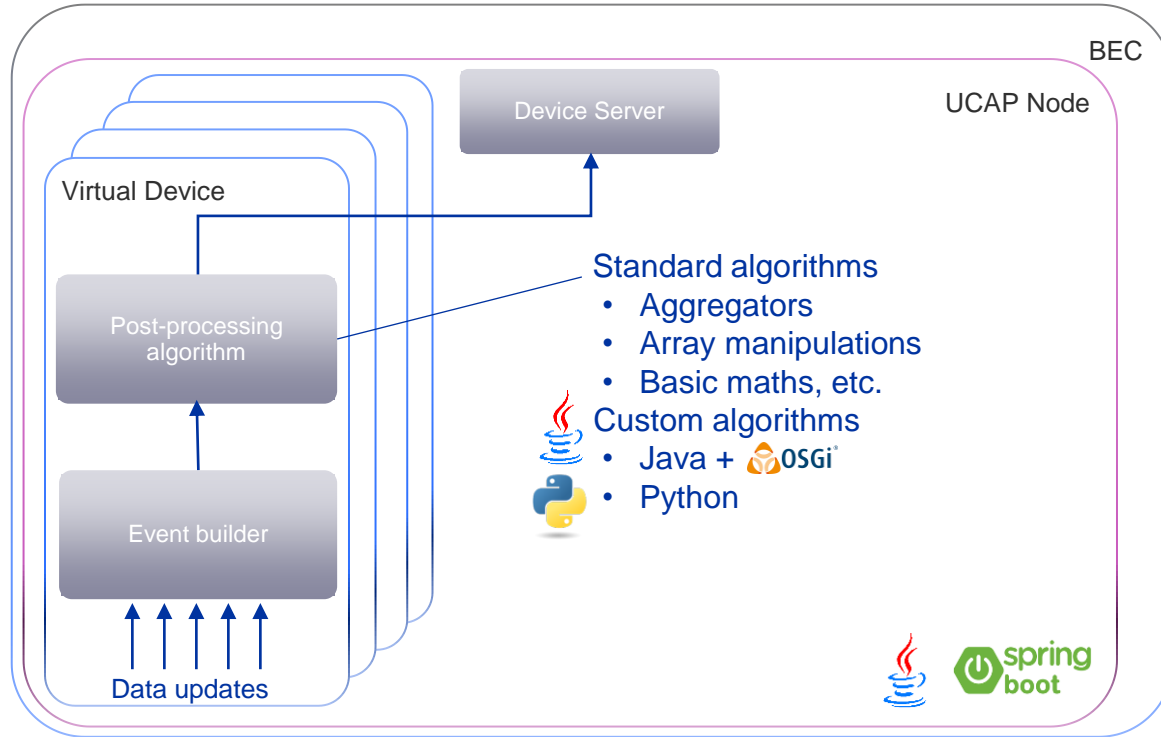 BEC
UCAP Node
Device Server
Virtual Device
Post-processing
algorithm
Event builder
Data updates
Standard algorithms
• Aggregators
• Array manipulations
• Basic maths, etc.
Custom algorithms
• Java + OSGi®
• Python
spring
boot